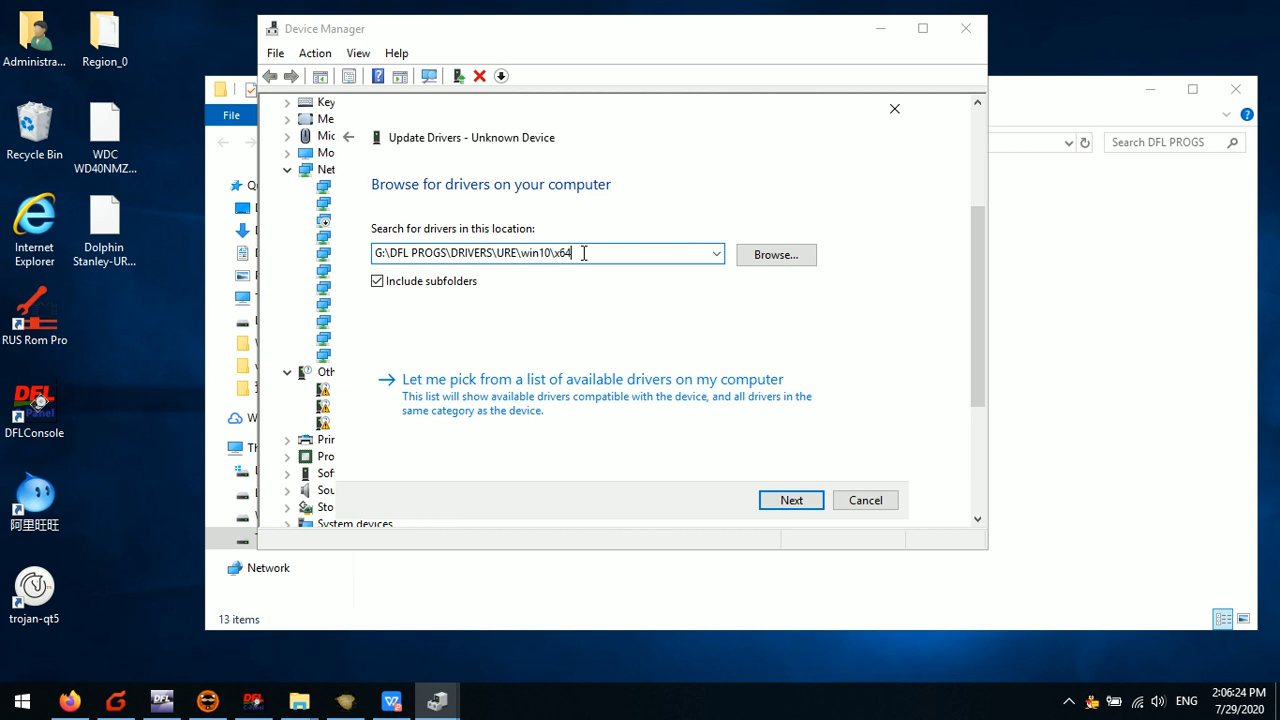 Administra...
Region_0
Recycle Bin
WDC
WD40NMZ...
Internet
Explorer
Dolphin
Stanley-UR...
RUS Rom Pro
DFL
DFLConsole
阿里旺旺
trojan-qt5
Device Manager
File
Action
View
Help
Key
Me
Mic
Mo
Net
Oth
Prir
Pro
Sof
Sou
Sto
System devices
Update Drivers - Unknown Device
Browse for drivers on your computer
Search for drivers in this location:
G:\DFL PROGS\DRIVERS\URE\win10\x64
Browse...
Include subfolders
Let me pick from a list of available drivers on my computer
This list will show available drivers compatible with the device, and all drivers in the
same category as the device.
Next
Cancel
File
Search DFL PROGS
Network
13 items
DFL
DFL
ENG
2:06:24 PM
7/29/2020